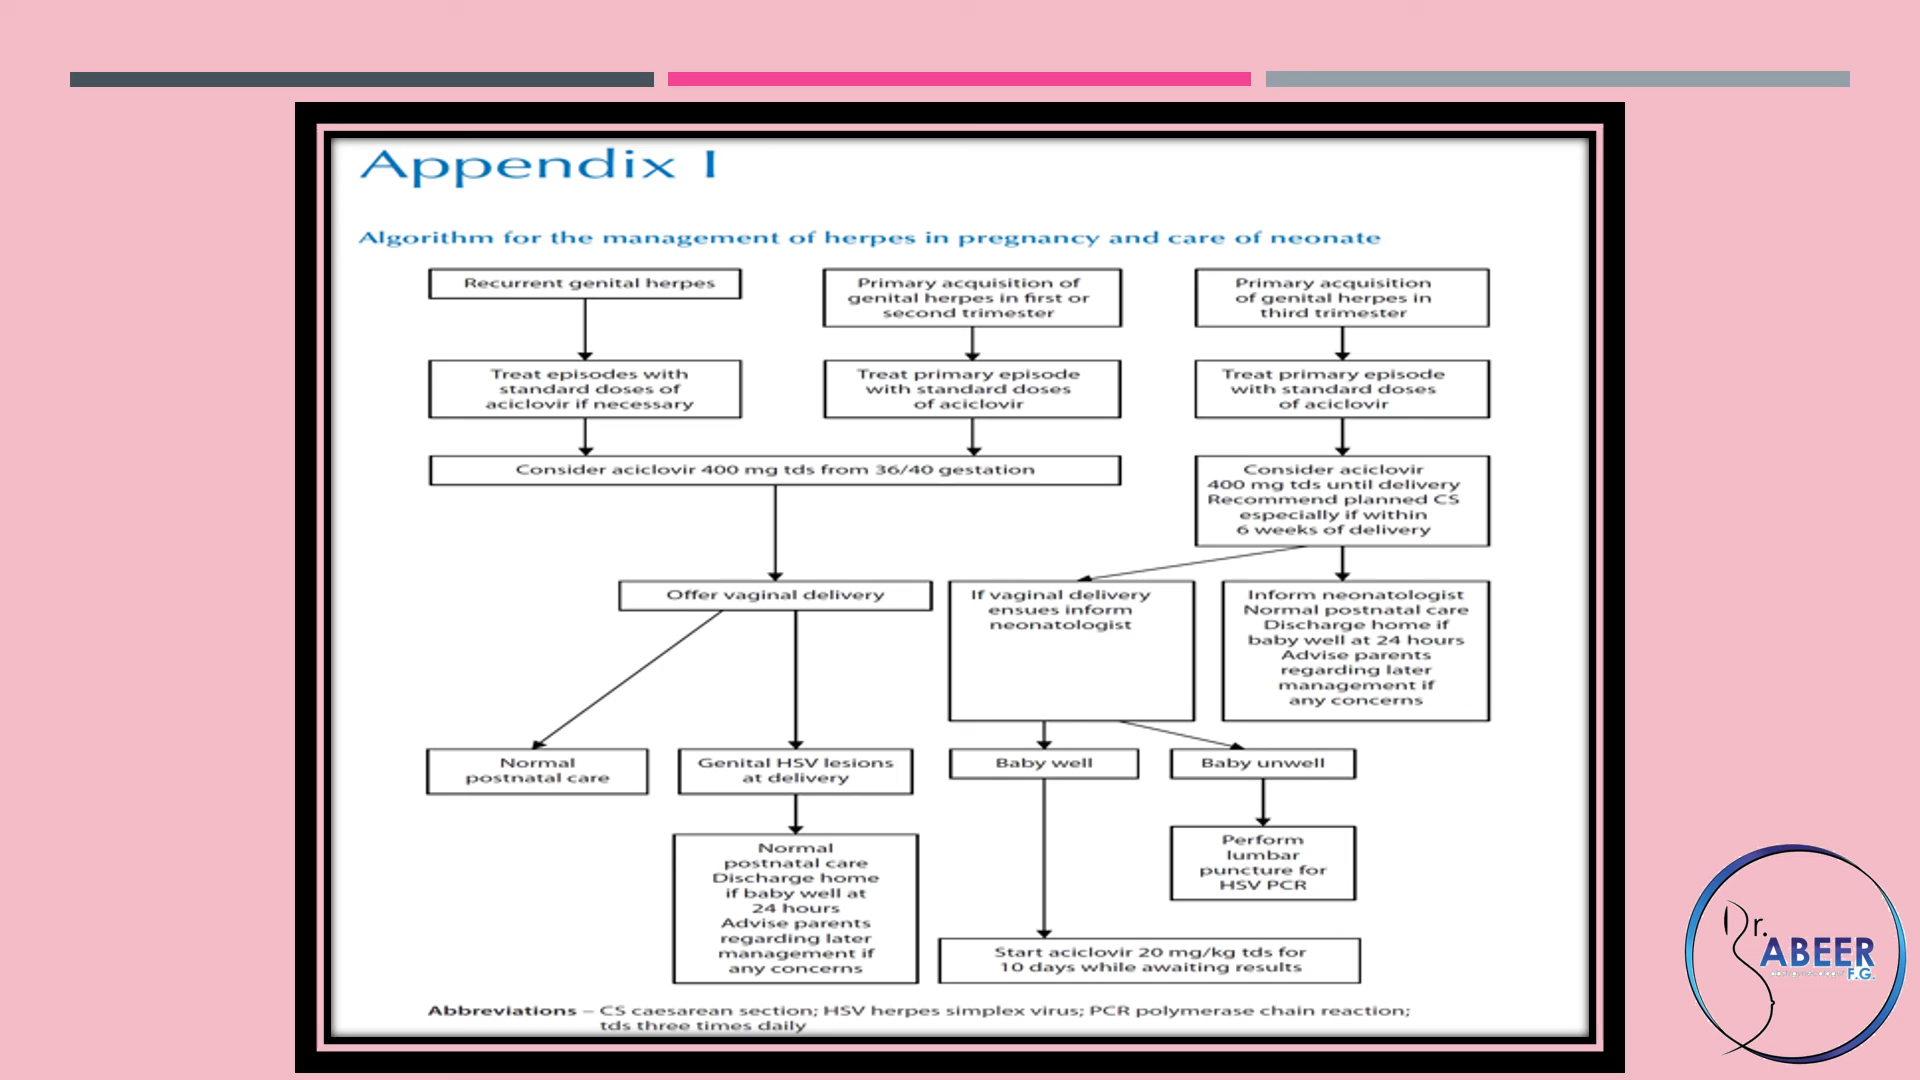 Appendix I
Algorithm for the management of herpes in pregnancy and care of neonate
Recurrent genital herpes
Primary acquisition of
genital herpes in first or
second trimester
Primary acquisition
of genital herpes in
third trimester
Treat episodes with
standard doses of
aciclovir if necessary
Treat primary episode
with standard doses
of aciclovir
Treat primary episode
with standard doses
of aciclovir
Consider aciclovir 400 mg tds from 36/40 gestation
Consider aciclovir
400 mg tds until delivery
Recommend planned CS
especially if within
6 weeks of delivery
Offer vaginal delivery
If vaginal delivery
ensues inform
neonatologist
Inform neonatologist
Normal postnatal care
Discharge home if
baby well at 24 hours
Advise parents
regarding later
management if
any concerns
Normal
postnatal care
Genital HSV lesions
at delivery
Baby well
Baby unwell
Normal
postnatal care
Discharge home
if baby well at
24 hours
Advise parents
regarding later
management if
any concerns
Perform
lumbar
puncture for
HSV PCR
Start aciclovir 20 mg/kg tds for
10 days while awaiting results
Abbreviations – CS caesarean section; HSV herpes simplex virus; PCR polymerase chain reaction;
tds three times daily
Dr.
ABEER
F.G.